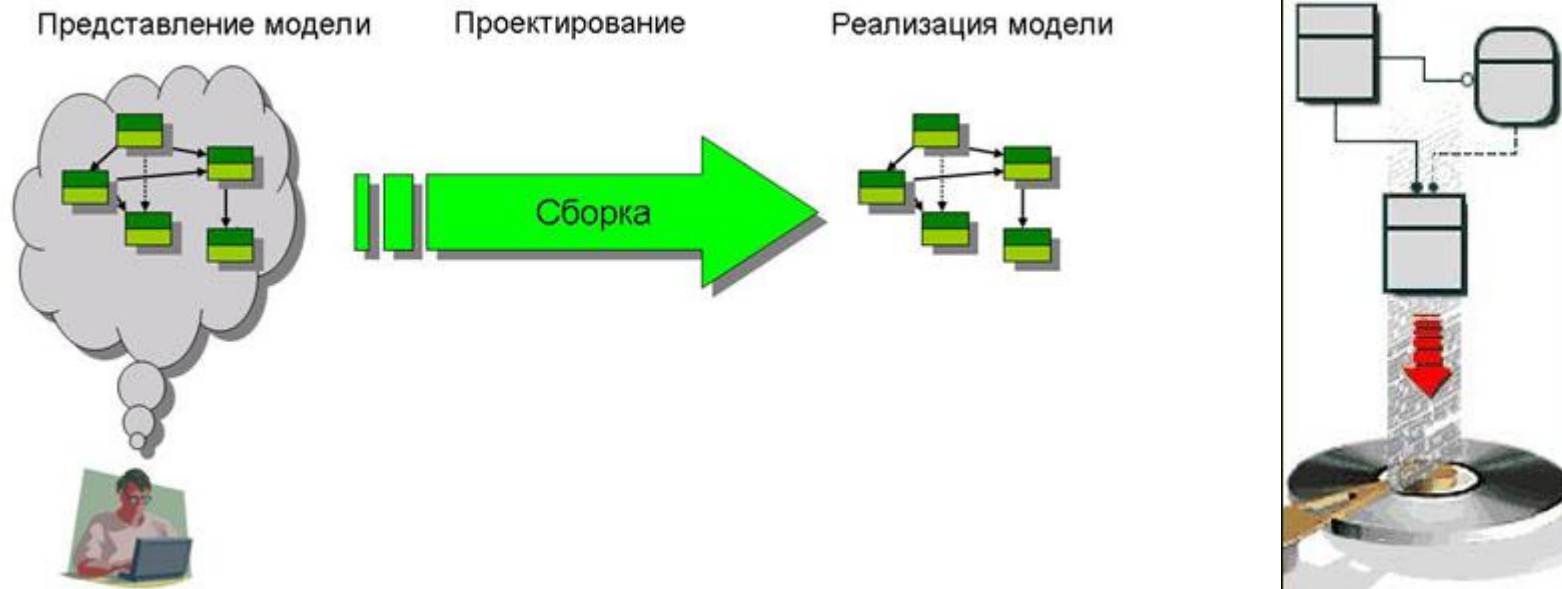 Представление модели
Проектирование
Реализация модели
Сборка